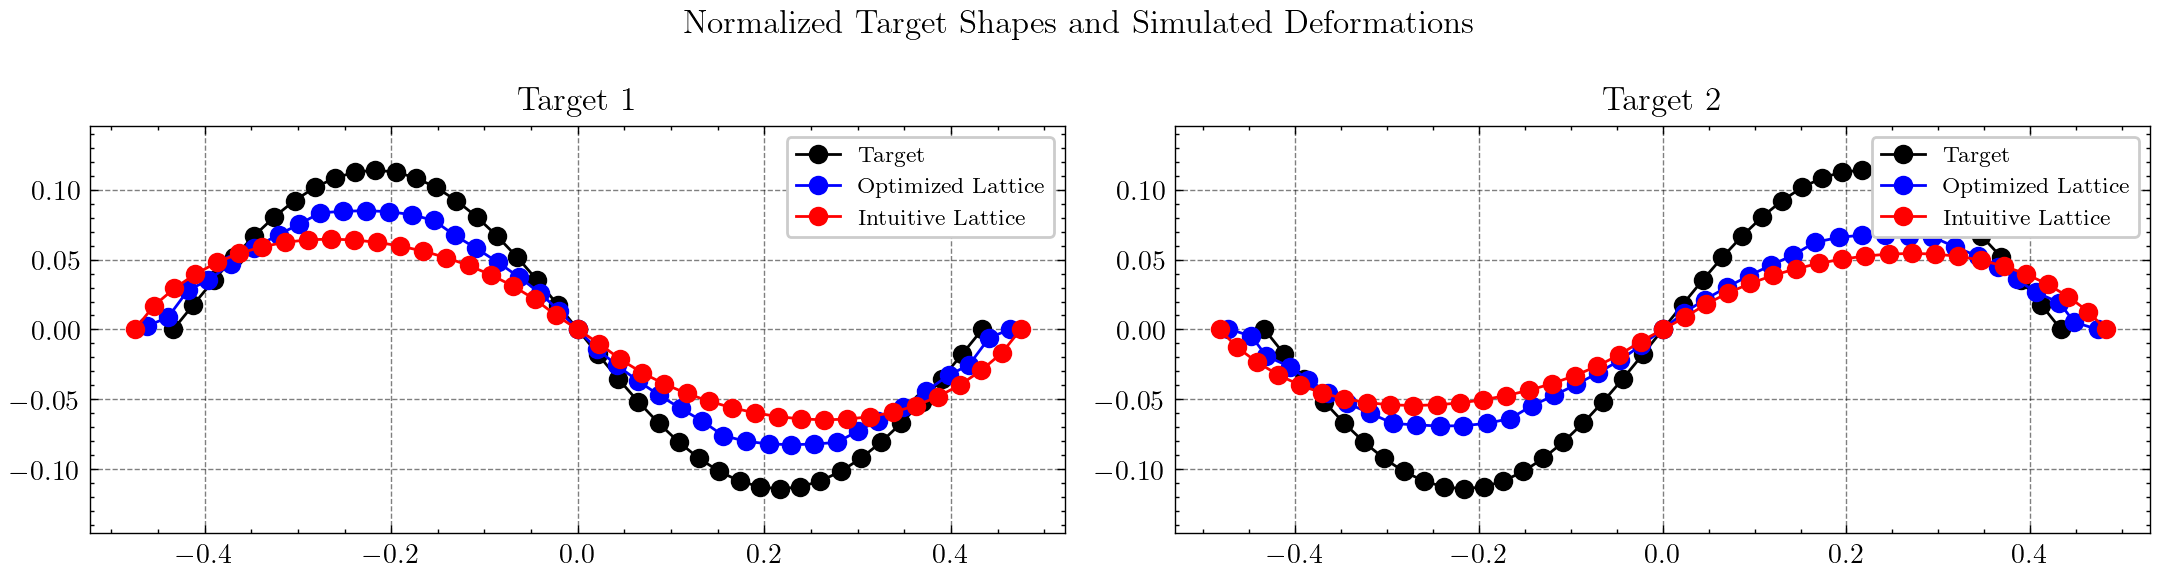 Normalized Target Shapes and Simulated Deformations
Target 1
Target
Optimized Lattice
Intuitive Lattice
0.10
0.05
0.00
−0.05
−0.10
−0.4
−0.2
0.0
0.2
0.4
Target 2
Target
Optimized Lattice
Intuitive Lattice
0.10
0.05
0.00
−0.05
−0.10
−0.4
−0.2
0.0
0.2
0.4